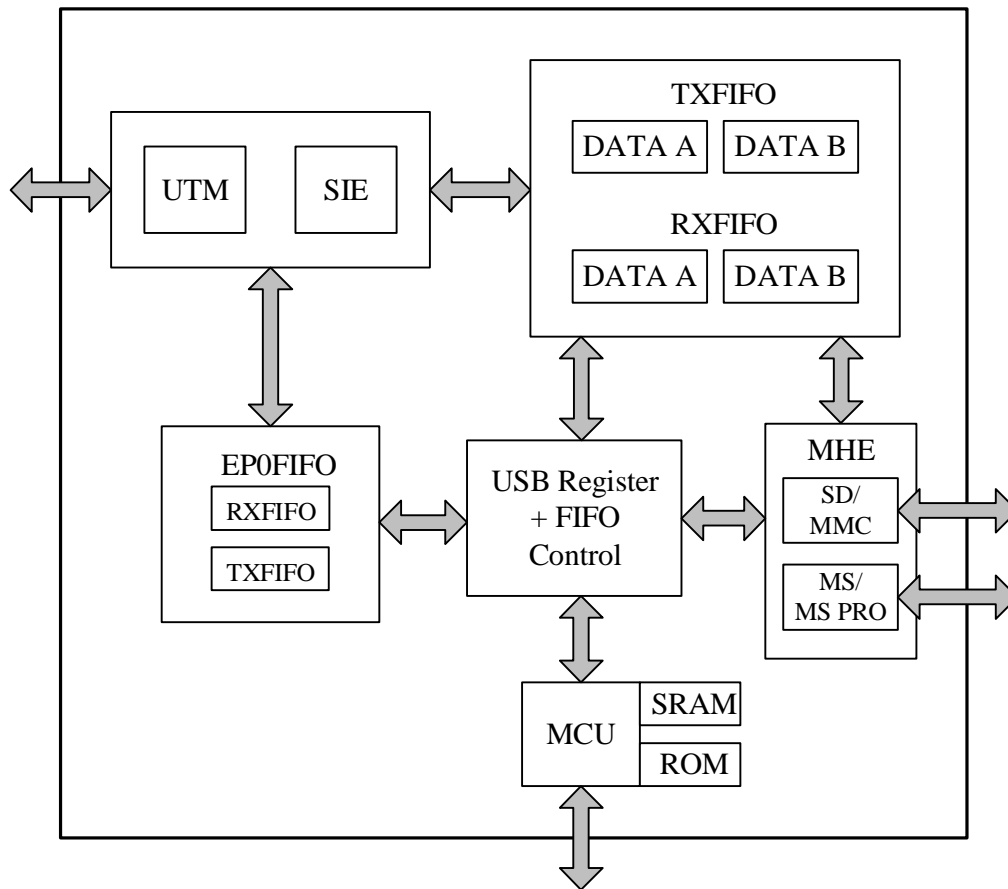 TXFIFO
DATA A
DATA B
UTM
SIE
RXFIFO
DATA A
DATA B
EP0FIFO
RXFIFO
TXFIFO
USB Register
+ FIFO
Control
MHE
SD/
MMC
MS/
MS PRO
MCU
SRAM
ROM